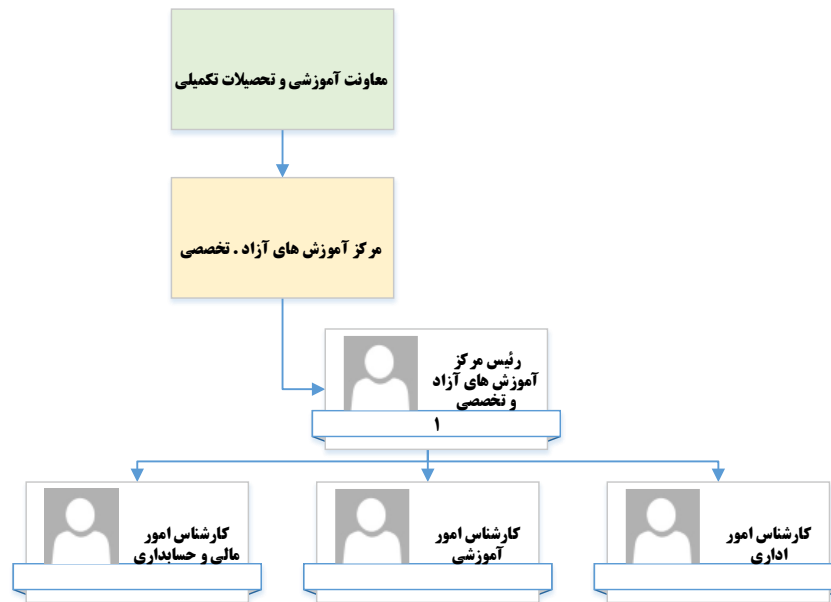 معاونت آموزشی و تحصیلات تکمیلی
مرکز آموزش های آزاد . تخصصی
رئیس مرکز
آموزش های آزاد
و تخصصی
۱
کارشناس امور
اداری
کارشناس امور
آموزشی
کارشناس امور
مالی و حسابداری